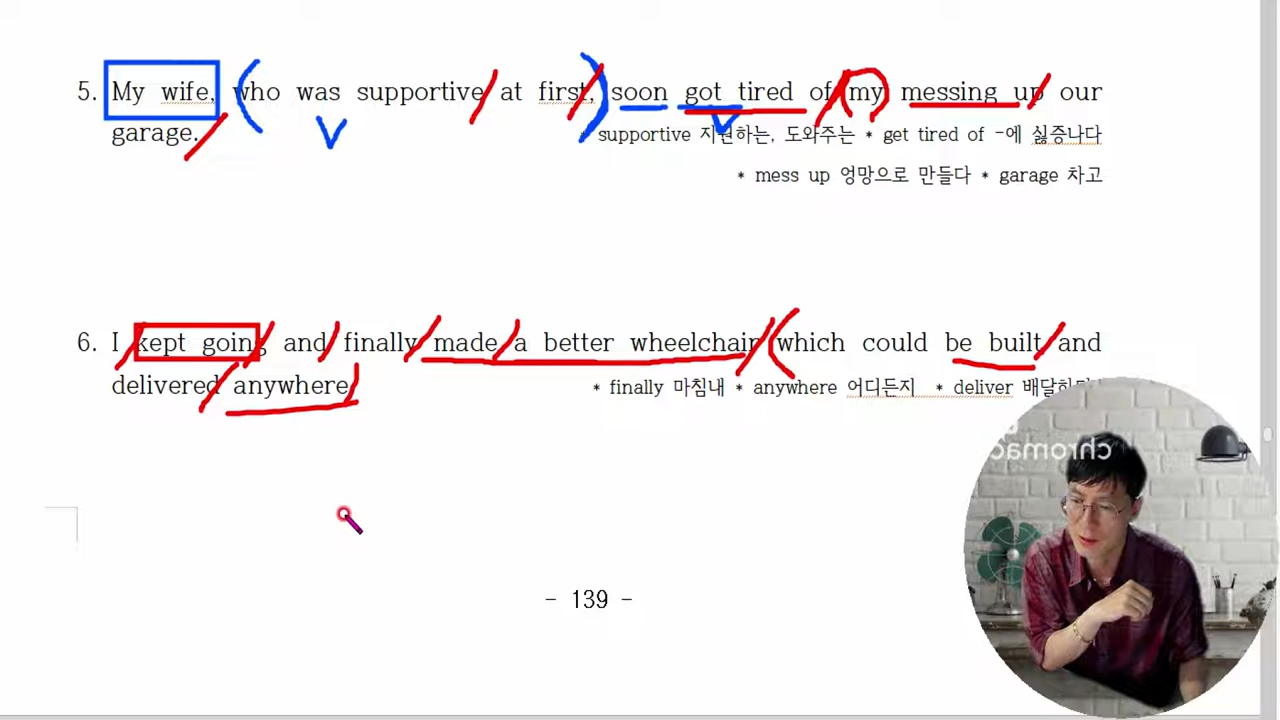 5. My wife, who was supportive at first, soon got tired of my messing up our
garage.
* supportive 지원하는, 도와주는 * get tired of ~에 싫증나다
* mess up 엉망으로 만들다 * garage 차고
6. I kept going and finally made a better wheelchair which could be built and
delivered anywhere.
* finally 마침내 * anywhere 어디든지 * deliver
- 139 -